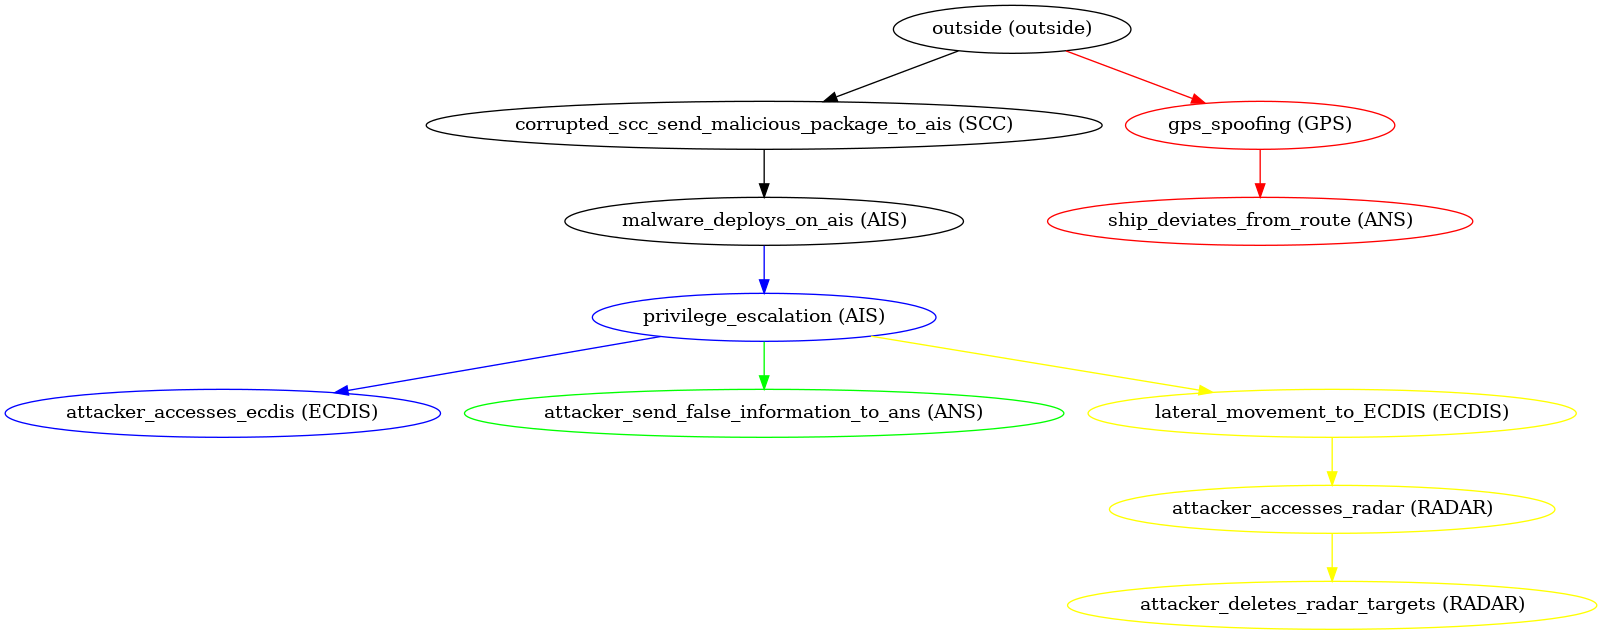 outside (outside)
corrupted_scc_send_malicious_package_to_ais (SCC)
gps_spoofing (GPS)
malware_deploys_on_ais (AIS)
ship_deviates_from_route (ANS)
privilege_escalation (AIS)
attacker_accesses_ecdis (ECDIS)
attacker_send_false_information_to_ans (ANS)
lateral_movement_to_ECDIS (ECDIS)
attacker_accesses_radar (RADAR)
attacker_deletes_radar_targets (RADAR)